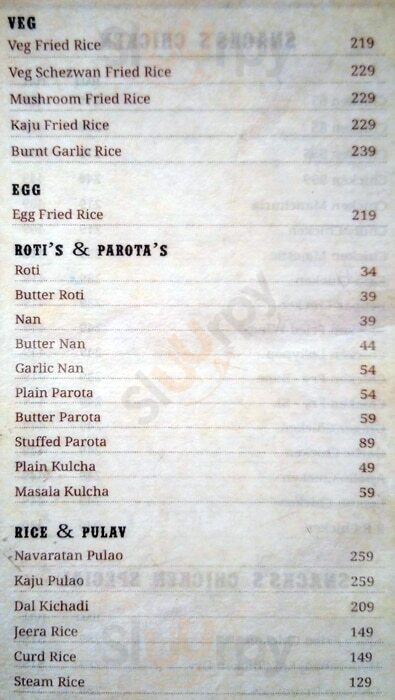 VEG
Veg Fried Rice 219
Veg Schezwan Fried Rice 229
Mushroom Fried Rice 229
Kaju Fried Rice 229
Burnt Garlic Rice 239
EGG
Egg Fried Rice 219
ROTI'S & PAROTA'S
Roti 34
Butter Roti 39
Nan 39
Butter Nan 44
Garlic Nan 54
Plain Parota 54
Butter Parota 59
Stuffed Parota 89
Plain Kulcha 49
Masala Kulcha 59
RICE & PULAV
Navaratan Pulao 259
Kaju Pulao 259
Dal Kichadi 209
Jeera Rice 149
Curd Rice 149
Steam Rice 129